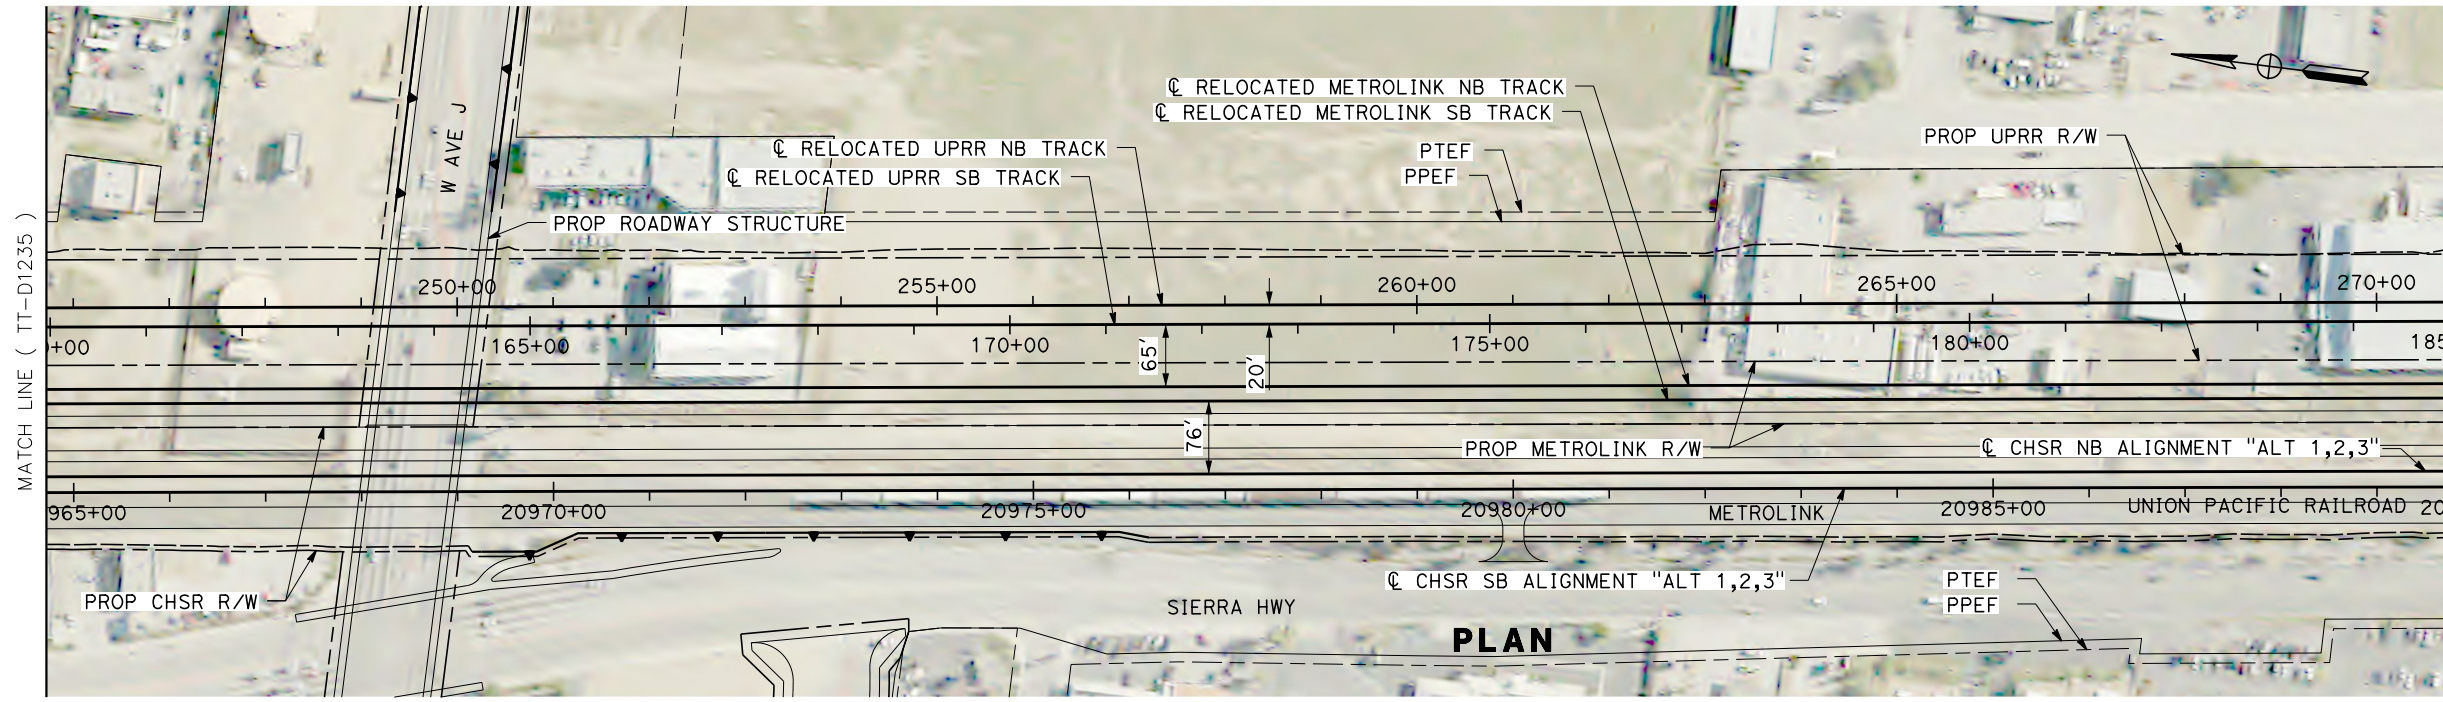 MATCH LINE ( TT-D1235 )
W AVE J
℄ RELOCATED METROLINK NB TRACK
℄ RELOCATED METROLINK SB TRACK
℄ RELOCATED UPRR NB TRACK
℄ RELOCATED UPRR SB TRACK
PTEF
PPEF
PROP UPRR R/W
PROP ROADWAY STRUCTURE
250+00
255+00
260+00
265+00
270+00
+00
165+00
170+00
175+00
180+00
185
65'
20'
76'
PROP METROLINK R/W
℄ CHSR NB ALIGNMENT "ALT 1,2,3"
965+00
20970+00
20975+00
20980+00
METROLINK
20985+00
UNION PACIFIC RAILROAD
20
PROP CHSR R/W
℄ CHSR SB ALIGNMENT "ALT 1,2,3"
SIERRA HWY
PTEF
PPEF
PLAN